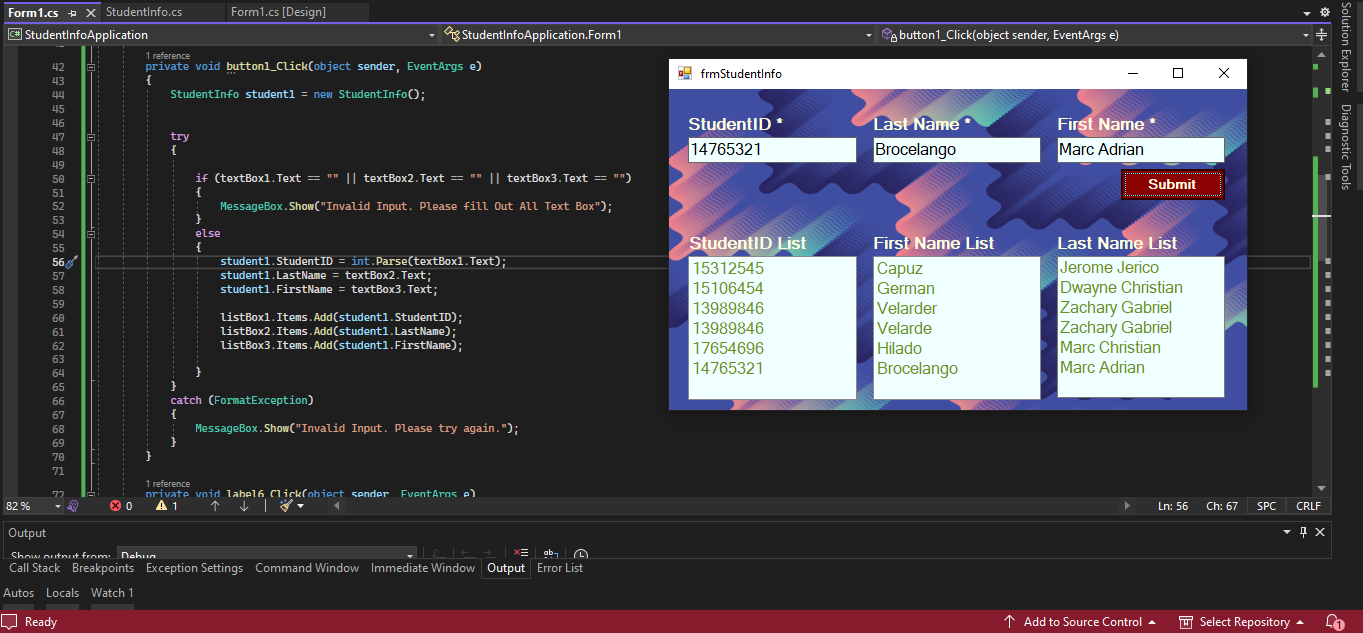 Form1.cs StudentInfo.cs Form1.cs [Design]
C# StudentInfoApplication StudentInfoApplication.Form1 button1_Click(object sender, EventArgs e)
1 reference
42 private void button1_Click(object sender, EventArgs e)
43 {
44 StudentInfo student1 = new StudentInfo();
45
46
47 try
48 {
49
50 if (textBox1.Text == "" || textBox2.Text == "" || textBox3.Text == "")
51 {
52 MessageBox.Show("Invalid Input. Please fill Out All Text Box");
53 }
54 else
55 {
56 student1.StudentID = int.Parse(textBox1.Text);
57 student1.LastName = textBox2.Text;
58 student1.FirstName = textBox3.Text;
59
60 listBox1.Items.Add(student1.StudentID);
61 listBox2.Items.Add(student1.LastName);
62 listBox3.Items.Add(student1.FirstName);
63
64 }
65 }
66 catch (FormatException)
67 {
68 MessageBox.Show("Invalid Input. Please try again.");
69 }
70 }
71
1 reference
72 private void label6_Click(object sender, EventArgs e)
frmStudentInfo
StudentID * Last Name * First Name *
14765321 Brocelango Marc Adrian
Submit
StudentID List First Name List Last Name List
15312545 Capuz Jerome Jerico
15106454 German Dwayne Christian
13989846 Velarder Zachary Gabriel
13989846 Velarde Zachary Gabriel
17654696 Hilado Marc Christian
14765321 Brocelango Marc Adrian
Solution Explorer
Diagnostic Tools
82 % 0 1 Ln: 56 Ch: 67 SPC CRLF
Output
Show output from: Debug
Call Stack Breakpoints Exception Settings Command Window Immediate Window Output Error List
Autos Locals Watch 1
Ready Add to Source Control Select Repository 1